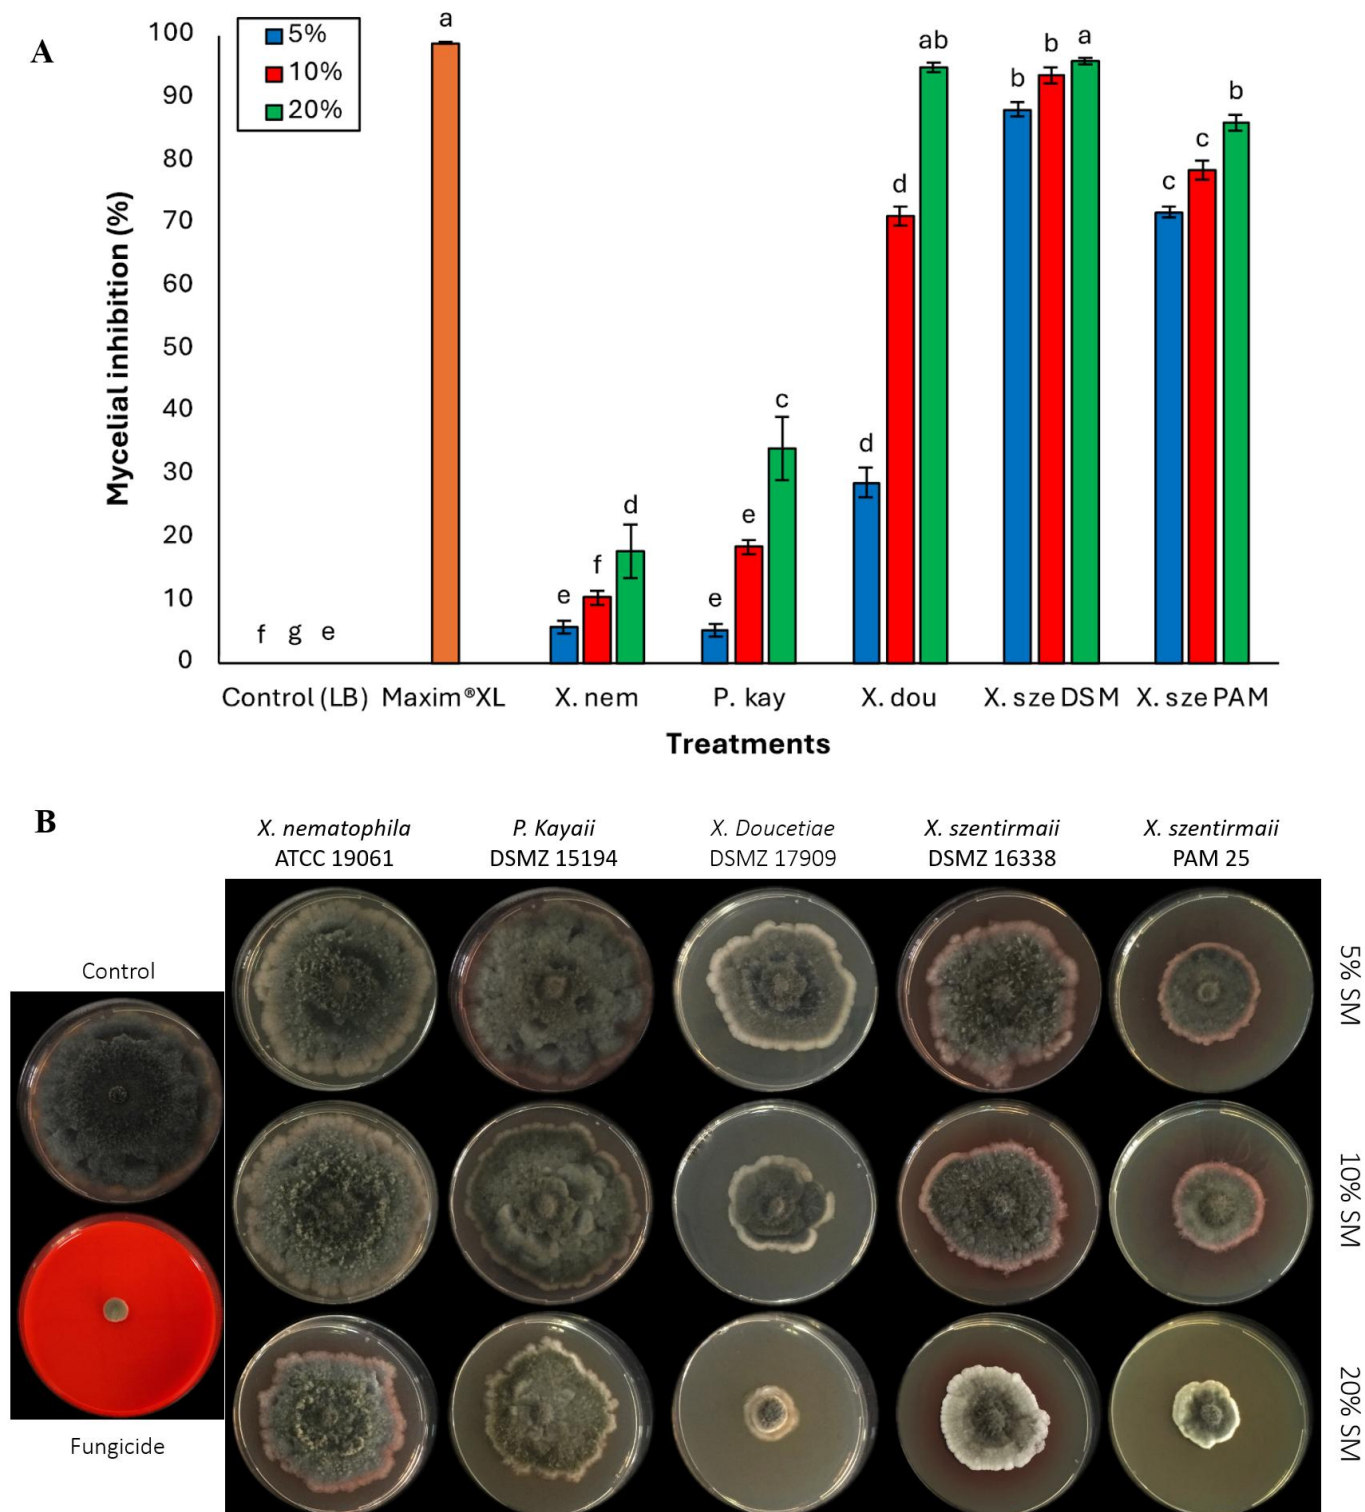 A
5%
10%
20%
Mycelial inhibition (%)
100
90
80
70
60
50
40
30
20
10
0
f g e
a
e f d
e e c
d d ab
b b a
c c b
Control (LB) Maxim®XL X. nem P. kay X. dou X. sze DSM X. sze PAM
Treatments
B
X. nematophila
ATCC 19061
P. Kayaii
DSMZ 15194
X. Doucetiae
DSMZ 17909
X. szentirmaii
DSMZ 16338
X. szentirmaii
PAM 25
Control
Fungicide
5% SM
10% SM
20% SM